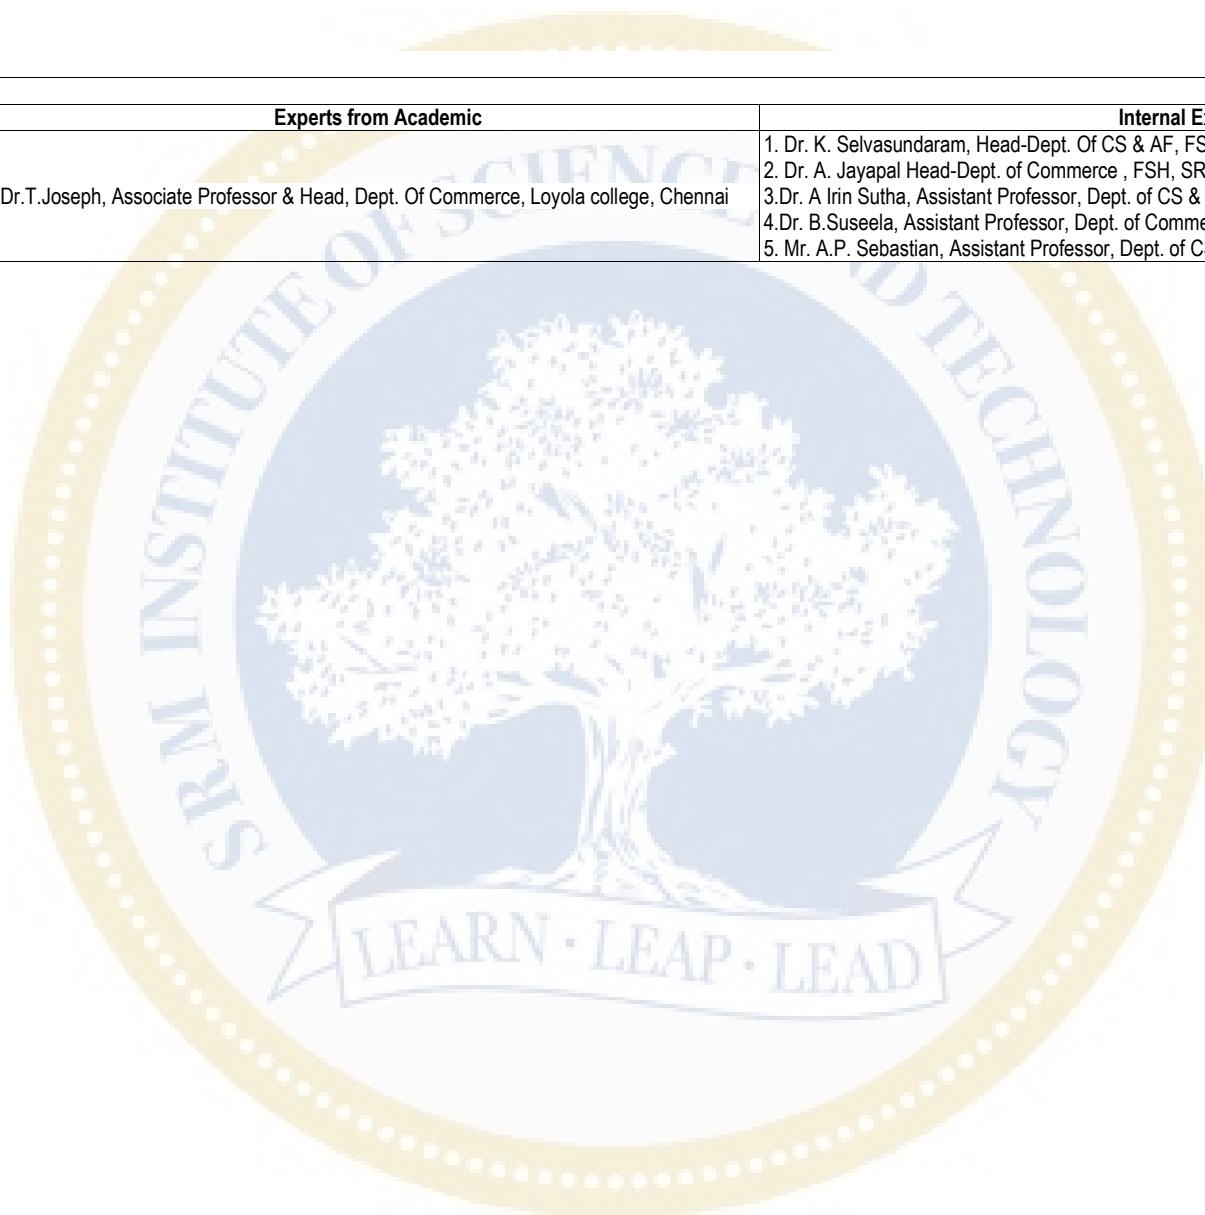 Experts from Academic
Internal
Dr.T.Joseph, Associate Professor & Head, Dept. Of Commerce, Loyola college, Chennai
1. Dr. K. Selvasundaram, Head-Dept. Of CS & AF,
2. Dr. A. Jayapal Head-Dept. of Commerce , FSH,
3.Dr. A Irin Sutha, Assistant Professor, Dept. of CS &
4.Dr. B.Suseela, Assistant Professor, Dept. of
5. Mr. A.P. Sebastian, Assistant Professor, Dept. of
SRM INSTITUTE OF SCIENCE AND TECHNOLOGY
LEARN · LEAP · LEAD